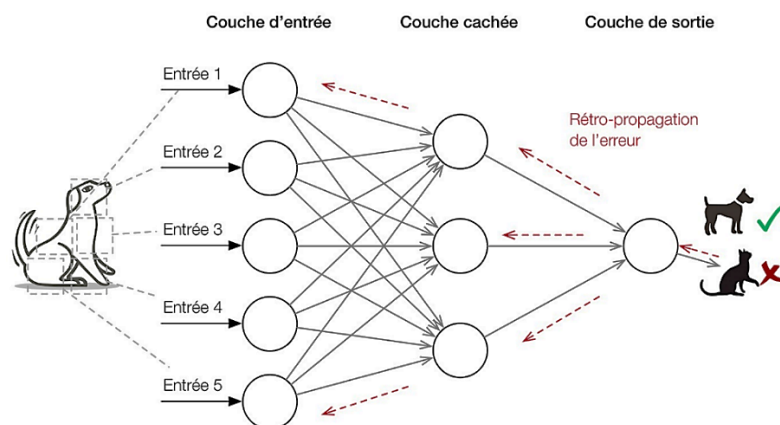 Couche d'entrée
Couche cachée
Couche de sortie
Entrée 1
Entrée 2
Entrée 3
Entrée 4
Entrée 5
Rétro-propagation
de l'erreur